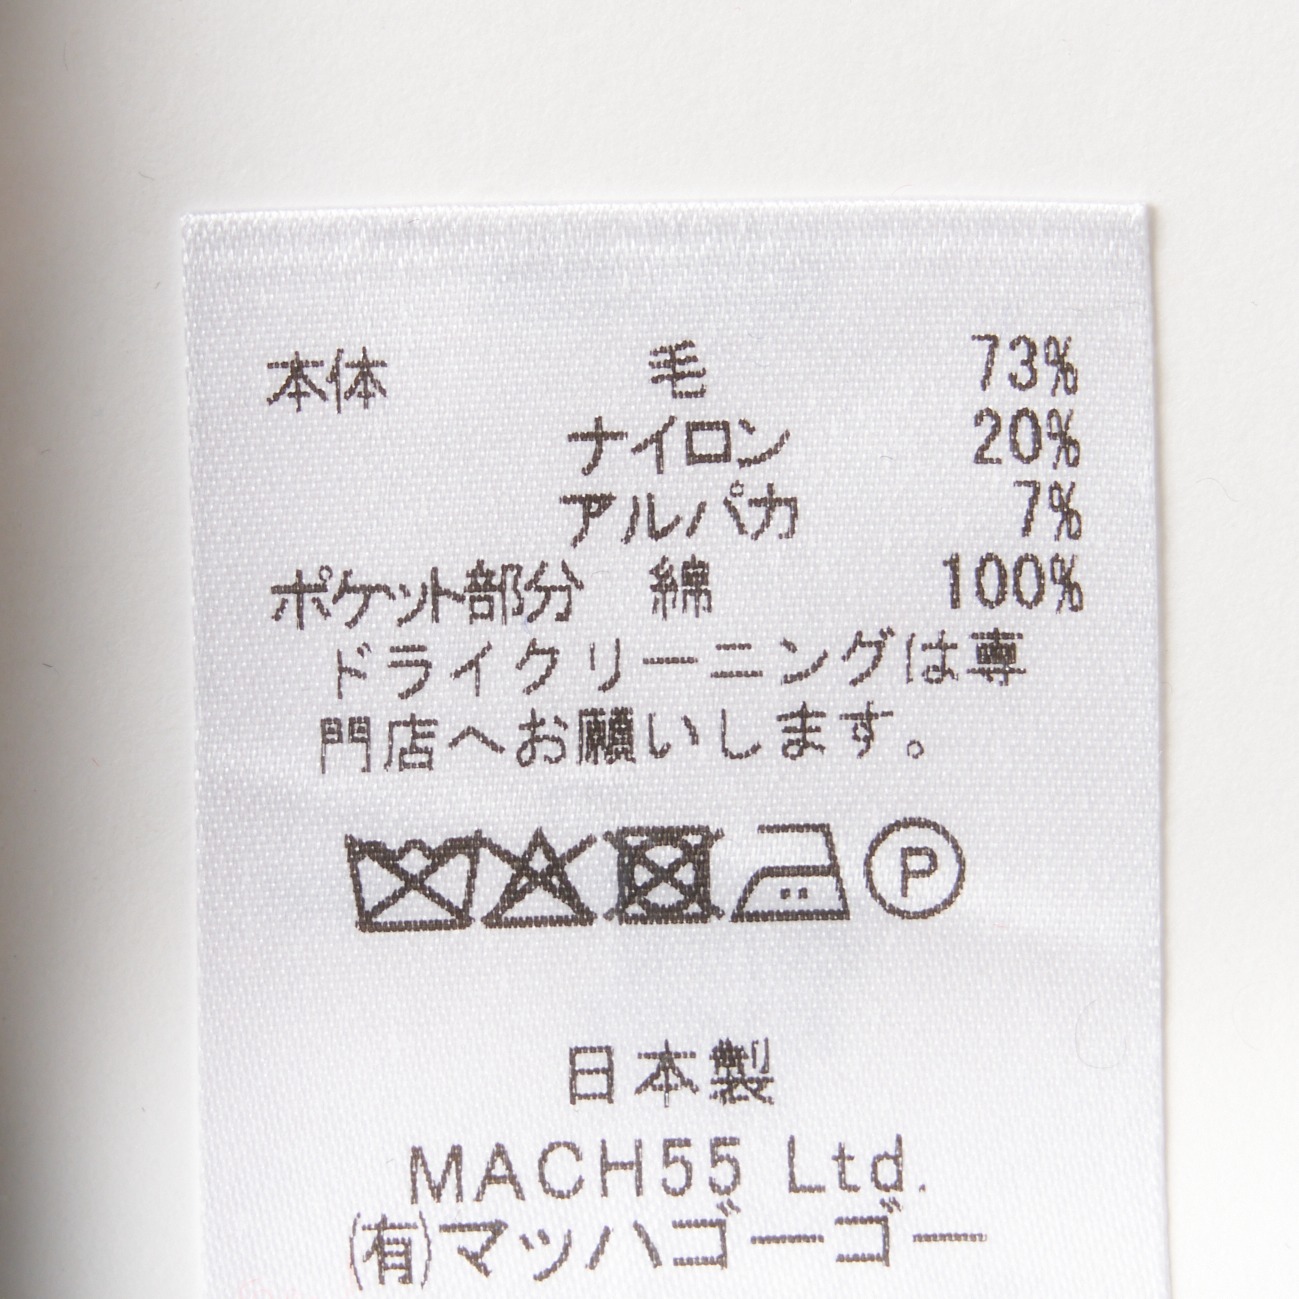 本体 毛 73%
ナイロン 20%
アルパカ 7%
ポケット部分 綿 100%
ドライクリーニングは専
門店へお願いします。
P
日本製
MACH55 Ltd.
(有)マッハゴーゴー